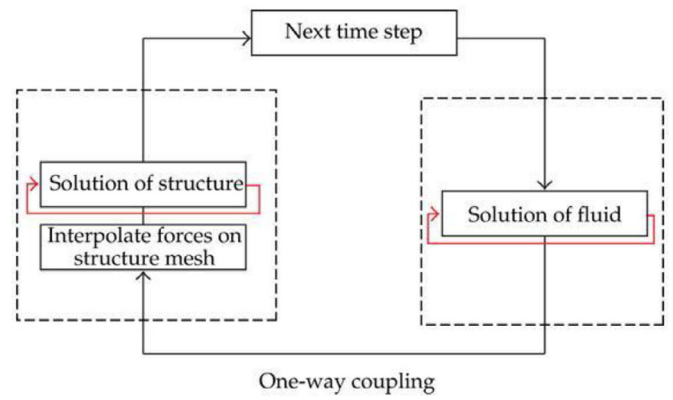 Next time step
Solution of structure
Solution of fluid
Interpolate forces on
structure mesh
One-way coupling